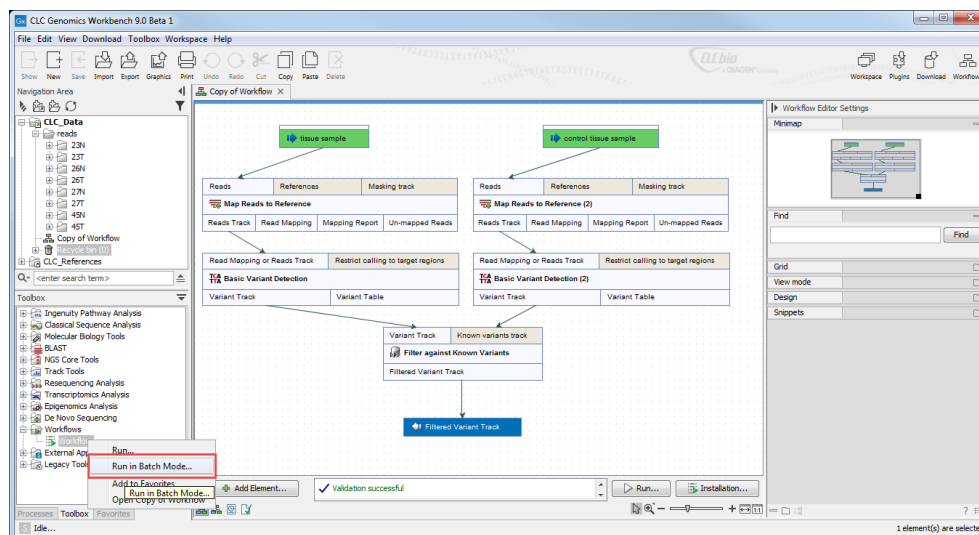 CLC Genomics Workbench 9.0 Beta 1
File Edit View Download Toolbox Workspace Help
Show New Save Import Export Graphics Print Undo Redo Cut Copy Paste Delete
CLC bio
Workspace Plugins Download Workflow
Navigation Area
Copy of Workflow
CLC_Data
reads
23N
23T
26N
26T
27N
27T
45N
45T
Copy of Workflow
Recycle bin (0)
CLC_References
<enter search term>
Toolbox
Ingenuity Pathway Analysis
Classical Sequence Analysis
Molecular Biology Tools
BLAST
NGS Core Tools
Track Tools
Resequencing Analysis
Transcriptomics Analysis
Epigenomics Analysis
De Novo Sequencing
Workflows
Workflow
External App
Legacy Tools
Run...
Run in Batch Mode...
Add to Favorites
Run in Batch Mode...
Open Copy of Workflow
Processes Toolbox Favorites
Idle...
tissue sample
control tissue sample
Reads References Masking track
Map Reads to Reference
Reads Track Read Mapping Mapping Report Un-mapped Reads
Reads References Masking track
Map Reads to Reference (2)
Reads Track Read Mapping Mapping Report Un-mapped Reads
Read Mapping or Reads Track Restrict calling to target regions
Basic Variant Detection
Variant Track Variant Table
Read Mapping or Reads Track Restrict calling to target regions
Basic Variant Detection (2)
Variant Track Variant Table
Variant Track Known variants track
Filter against Known Variants
Filtered Variant Track
Filtered Variant Track
Add Element...
Validation successful
Run...
Installation...
Workflow Editor Settings
Minimap
Find
Find
Grid
View mode
Design
Snippets
1 element(s) are selecte